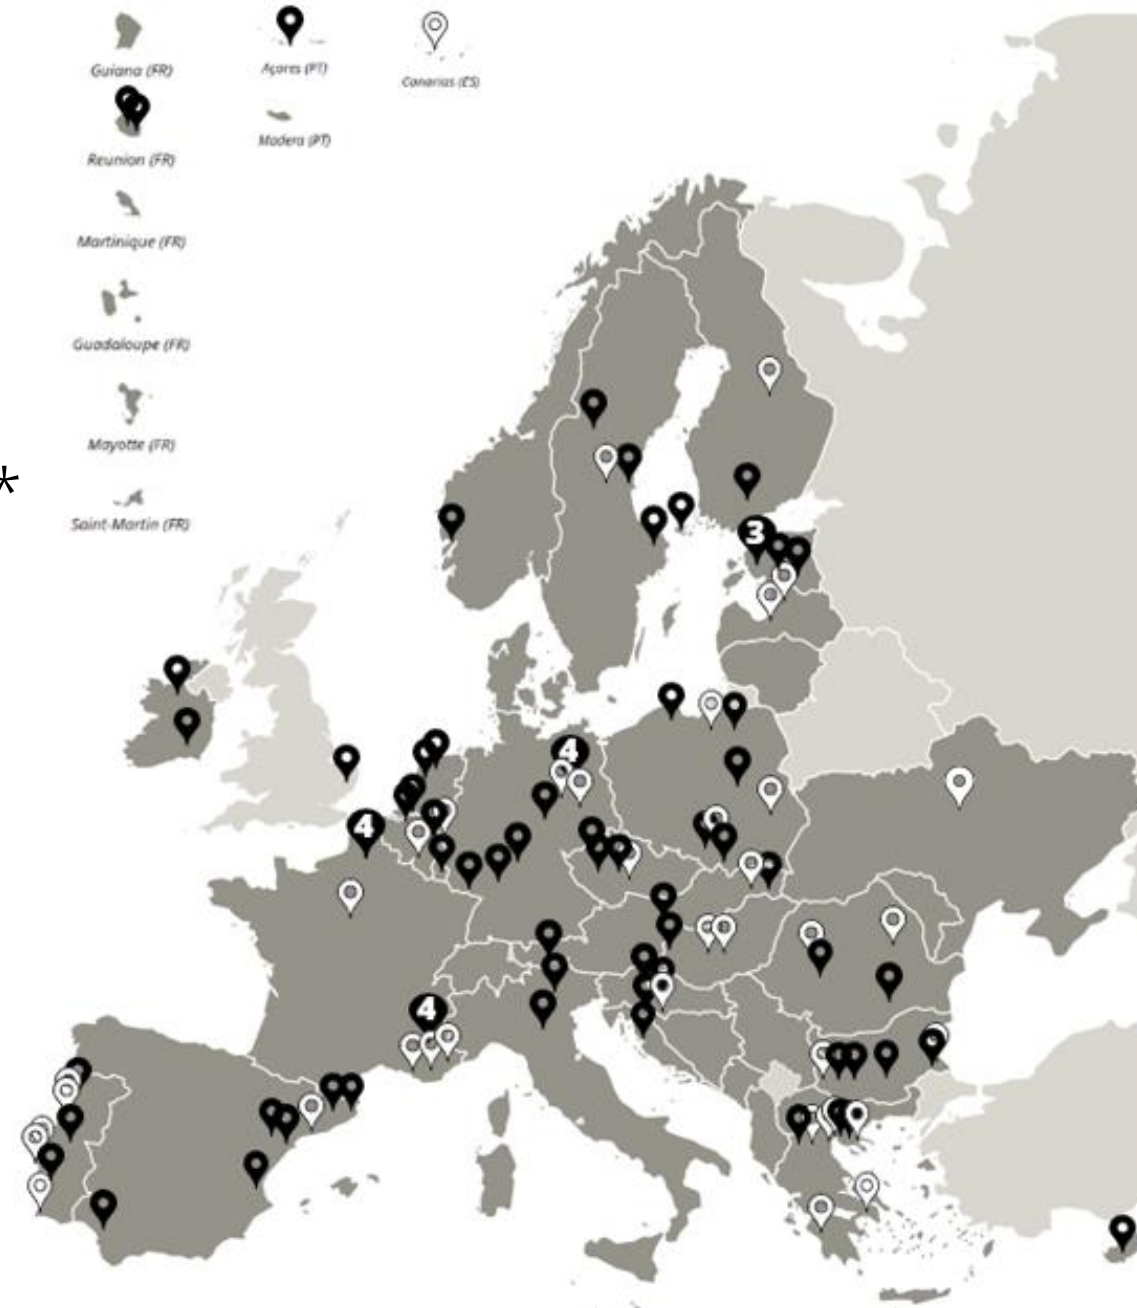 Guiana (FR)
Açores (PT)
Canarias (ES)
Reunion (FR)
Madera (PT)
Martinique (FR)
Guadaloupe (FR)
Mayotte (FR)
*
Saint-Martin (FR)
3
4
4
4